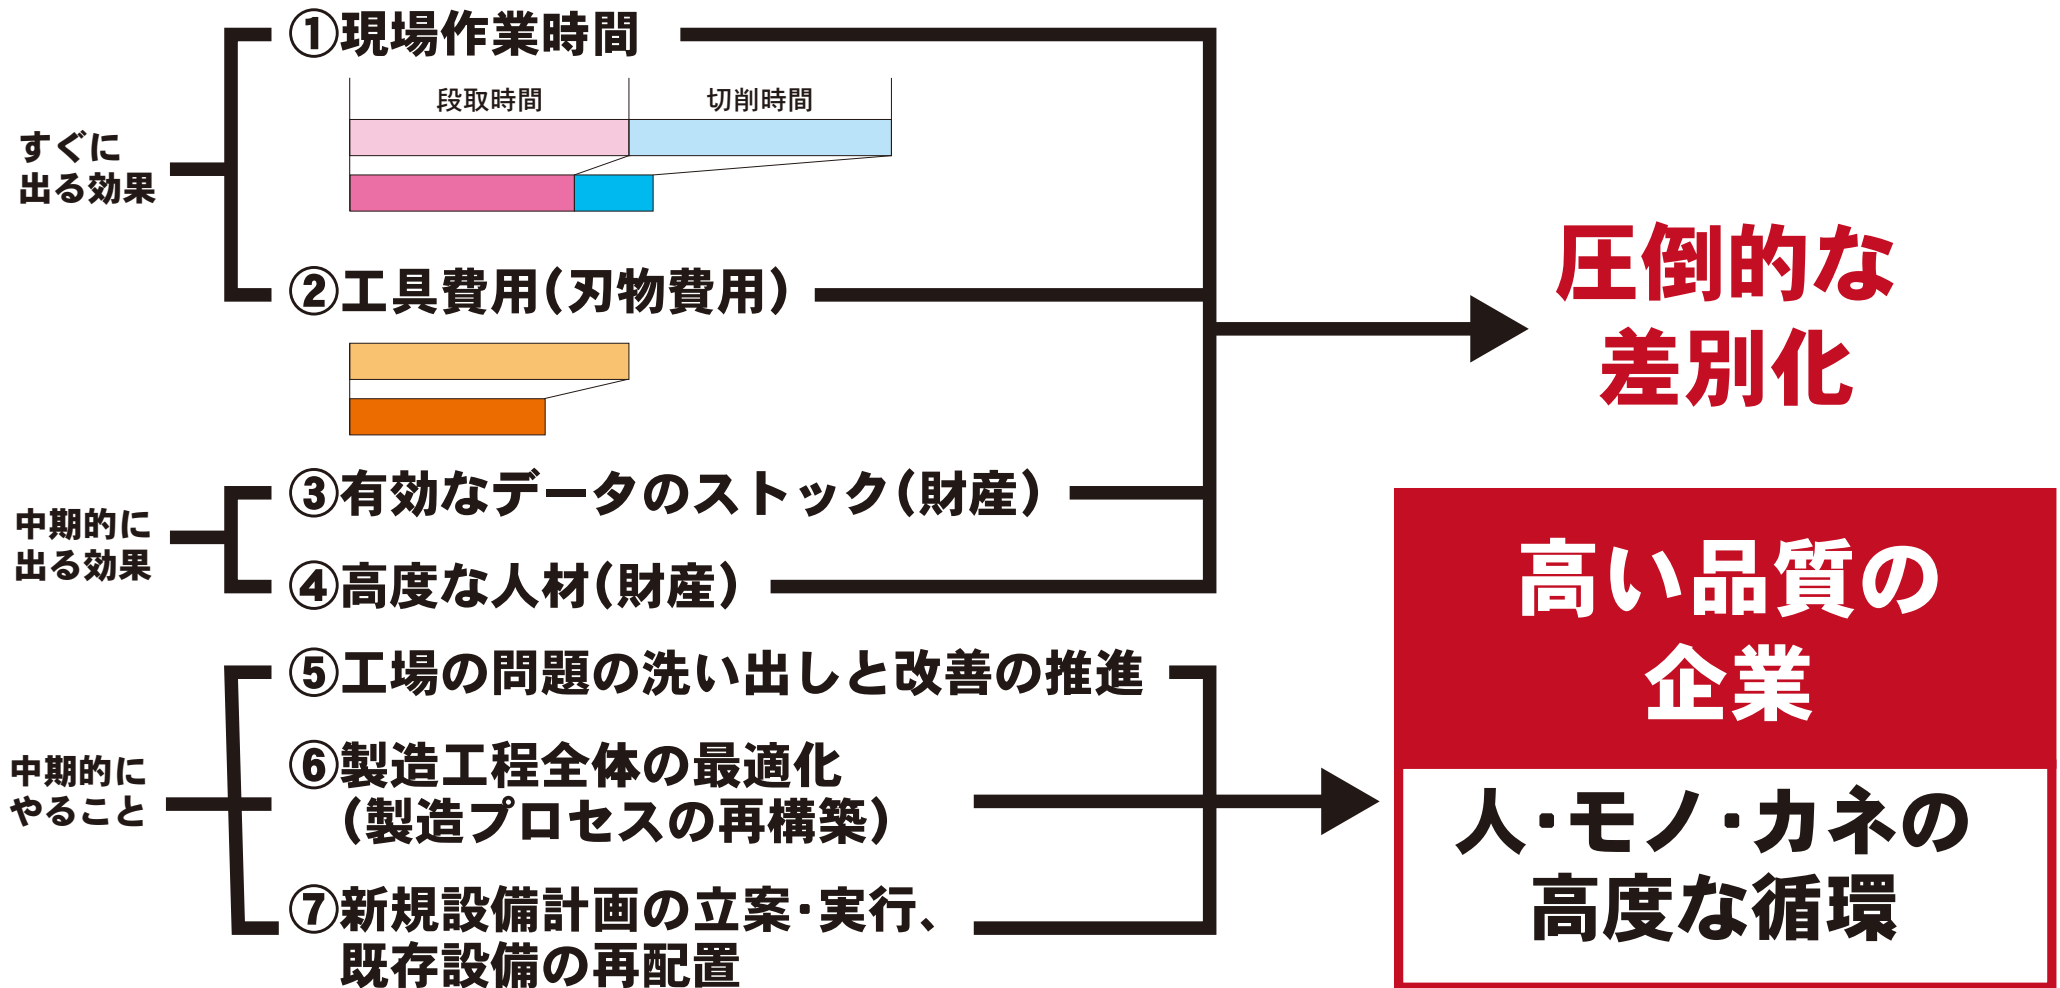 すぐに
出る効果
①現場作業時間
段取時間
切削時間
②工具費用(刃物費用)
中期的に
出る効果
③有効なデータのストック(財産)
④高度な人材(財産)
圧倒的な
差別化
中期的に
やること
⑤工場の問題の洗い出しと改善の推進
⑥製造工程全体の最適化
(製造プロセスの再構築)
⑦新規設備計画の立案・実行、
既存設備の再配置
高い品質の
企業
人・モノ・カネの
高度な循環